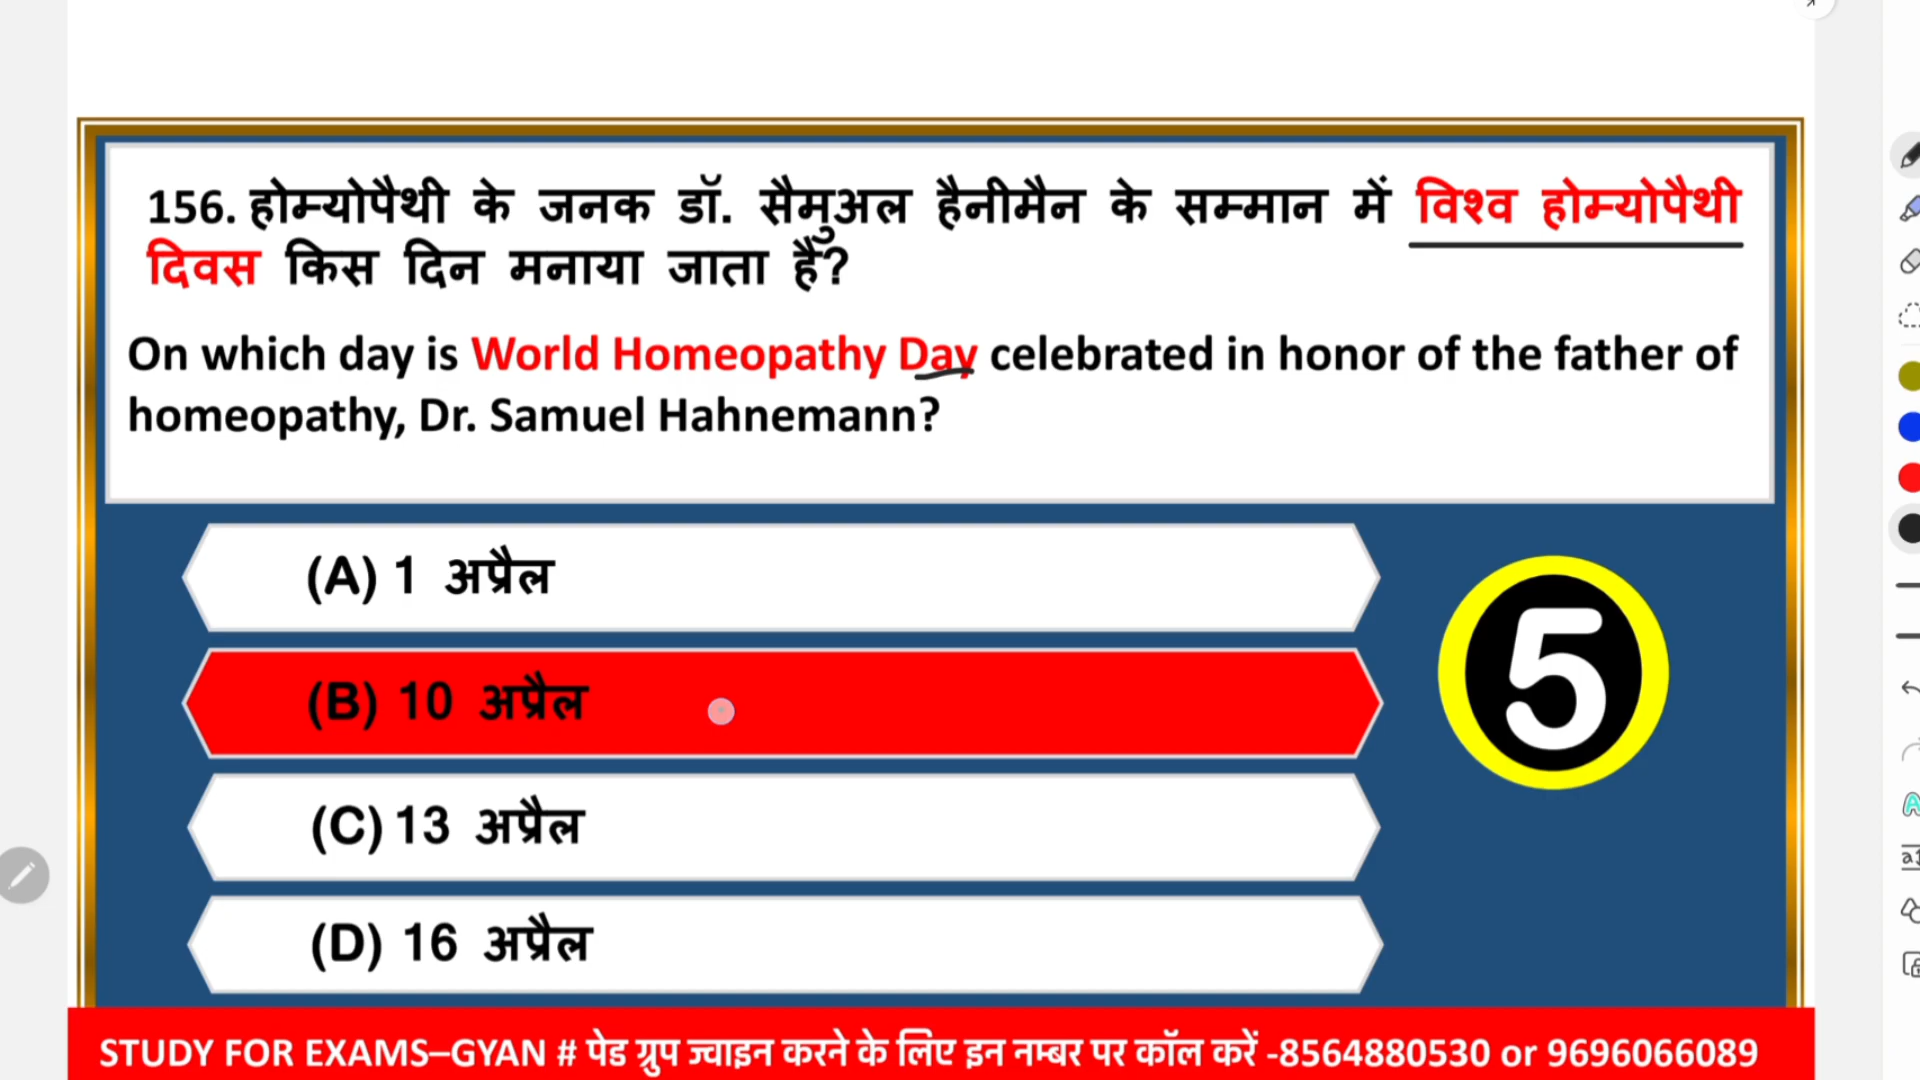 156. होम्योपैथी के जनक डॉ. सैमुअल हैनीमैन के सम्मान में विश्व होम्योपैथी
दिवस किस दिन मनाया जाता है?
On which day is World Homeopathy Day celebrated in honor of the father of
homeopathy, Dr. Samuel Hahnemann?
(A) 1 अप्रैल
(B) 10 अप्रैल
5
(C) 13 अप्रैल
(D) 16 अप्रैल
STUDY FOR EXAMS–GYAN # पेड ग्रुप ज्वाइन करने के लिए इन नम्बर पर कॉल करें -8564880530 or 9696066089